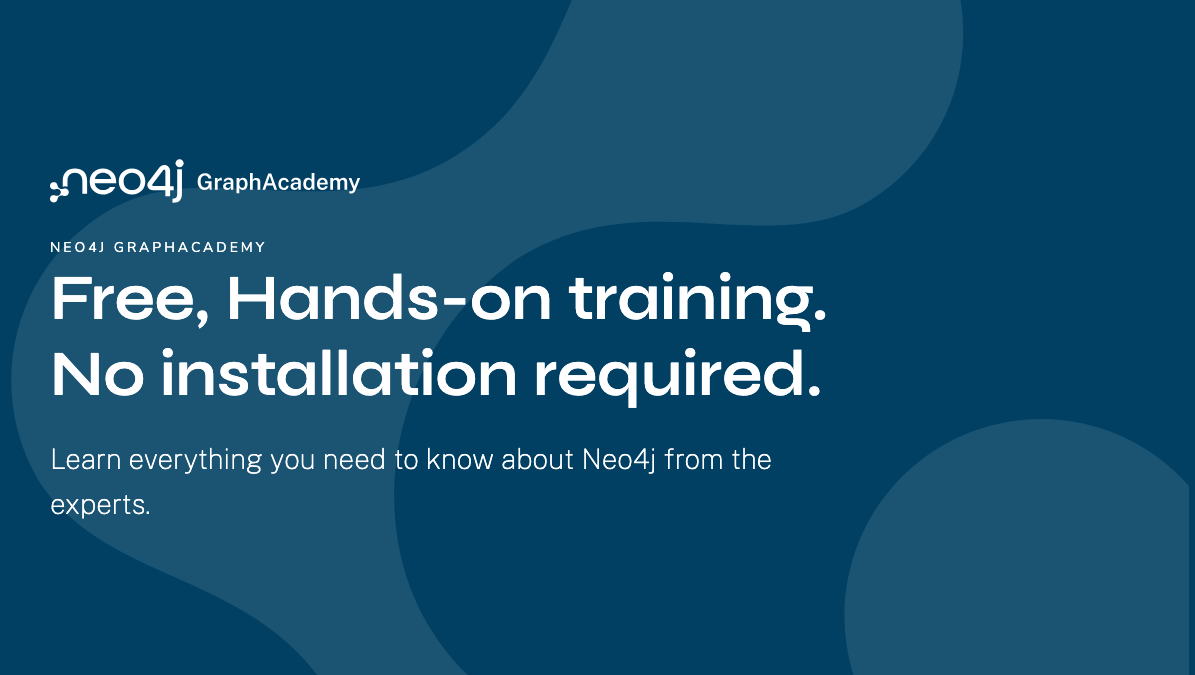 neo4j GraphAcademy
NEO4J GRAPHACADEMY
Free, Hands-on training.
No installation required.
Learn everything you need to know about Neo4j from the
experts.